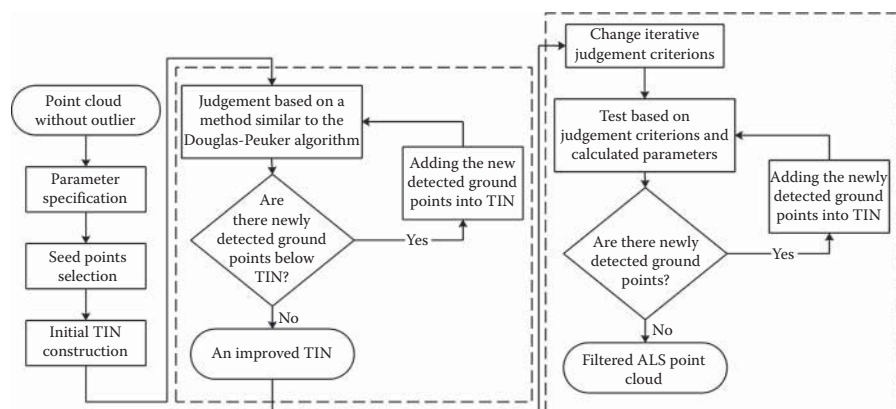 Point cloud
without outlier
Parameter
specification
Seed points
selection
Initial TIN
construction
Judgement based on a
method similar to the
Douglas-Peuker algorithm
Are
there newly
detected ground
points below
TIN?
Yes
Adding the new
detected ground
points into TIN
No
An improved TIN
Change iterative
judgement criterions
Test based on
judgement criterions and
calculated parameters
Are there newly
detected ground
points?
Yes
Adding the newly
detected ground
points into TIN
No
Filtered ALS point
cloud